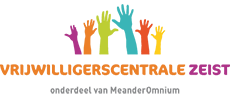 VRIJWILLIGERSCENTRALE ZEIST
onderdeel van MeanderOmnium